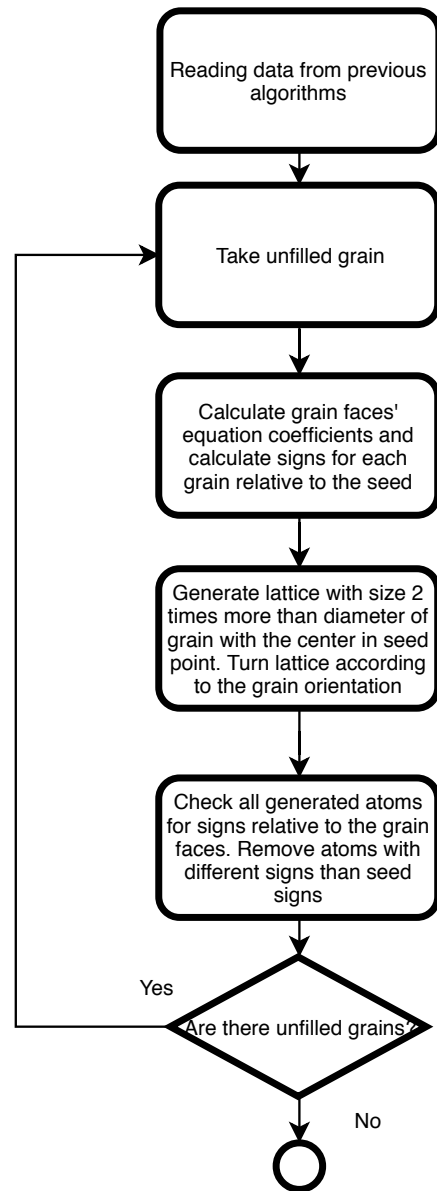 Reading data from previous
algorithms
Take unfilled grain
Calculate grain faces'
equation coefficients and
calculate signs for each
grain relative to the seed
Generate lattice with size 2
times more than diameter of
grain with the center in seed
point. Turn lattice according
to the grain orientation
Check all generated atoms
for signs relative to the grain
faces. Remove atoms with
different signs than seed
signs
Yes
Are there unfilled grains?
No